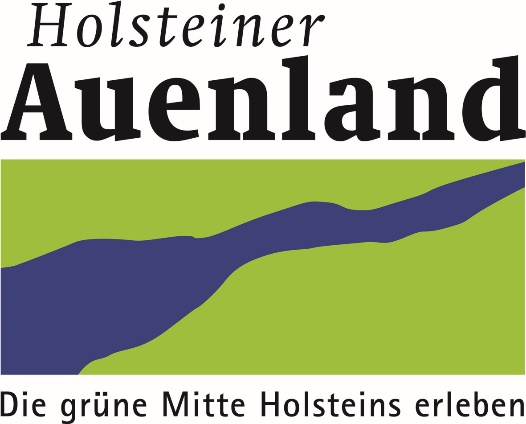 Holsteiner
Auenland
Die grüne Mitte Holsteins erleben